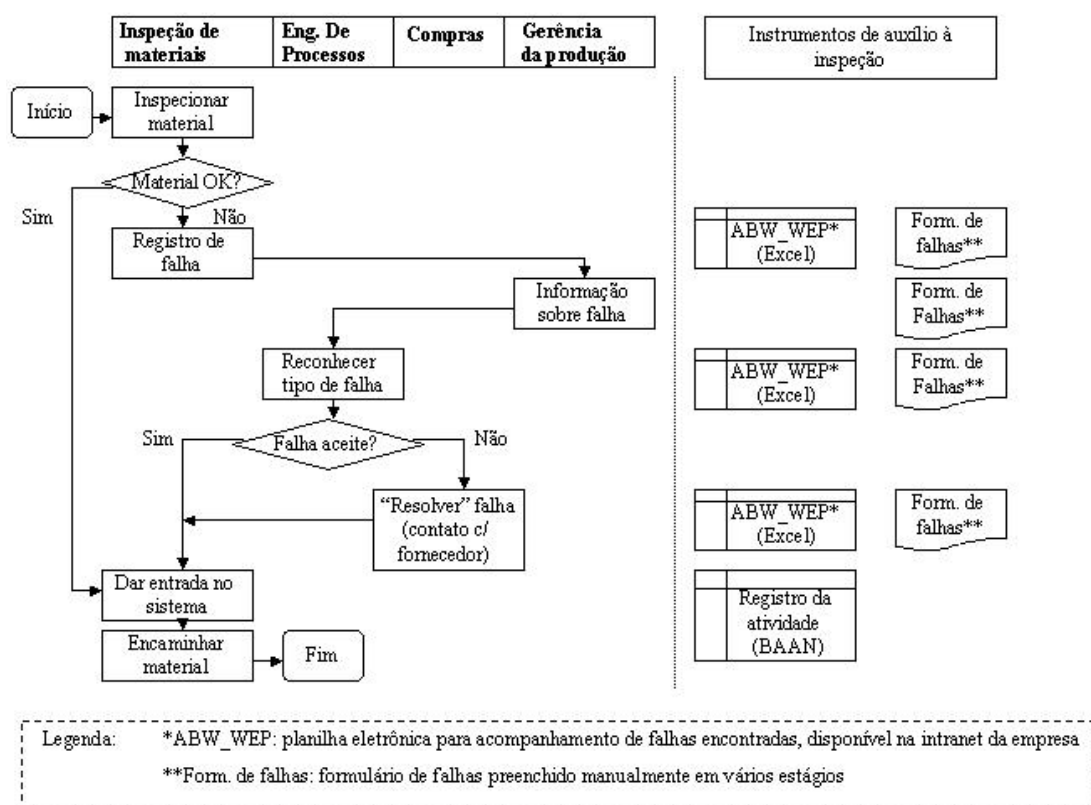 Inspeção de
materiais
Eng. De
Processos
Compras
Gerência
da produção
Instrumentos de auxílio à
inspeção
Início
Inspecionar
material
Material OK?
Sim
Não
Registro de
falha
ABW_WEP*
(Excel)
Form. de
falhas**
Informação
sobre falha
Form. de
Falhas**
Reconhecer
tipo de falha
ABW_WEP*
(Excel)
Form. de
Falhas**
Sim
Falha aceite?
Não
“Resolver” falha
(contato c/
fornecedor)
ABW_WEP*
(Excel)
Form. de
falhas**
Dar entrada no
sistema
Registro da
atividade
(BAAN)
Encaminhar
material
Fim
Legenda: *ABW_WEP: planilha eletrônica para acompanhamento de falhas encontradas, disponível na intranet da empresa
**Form. de falhas: formulário de falhas preenchido manualmente em vários estágios